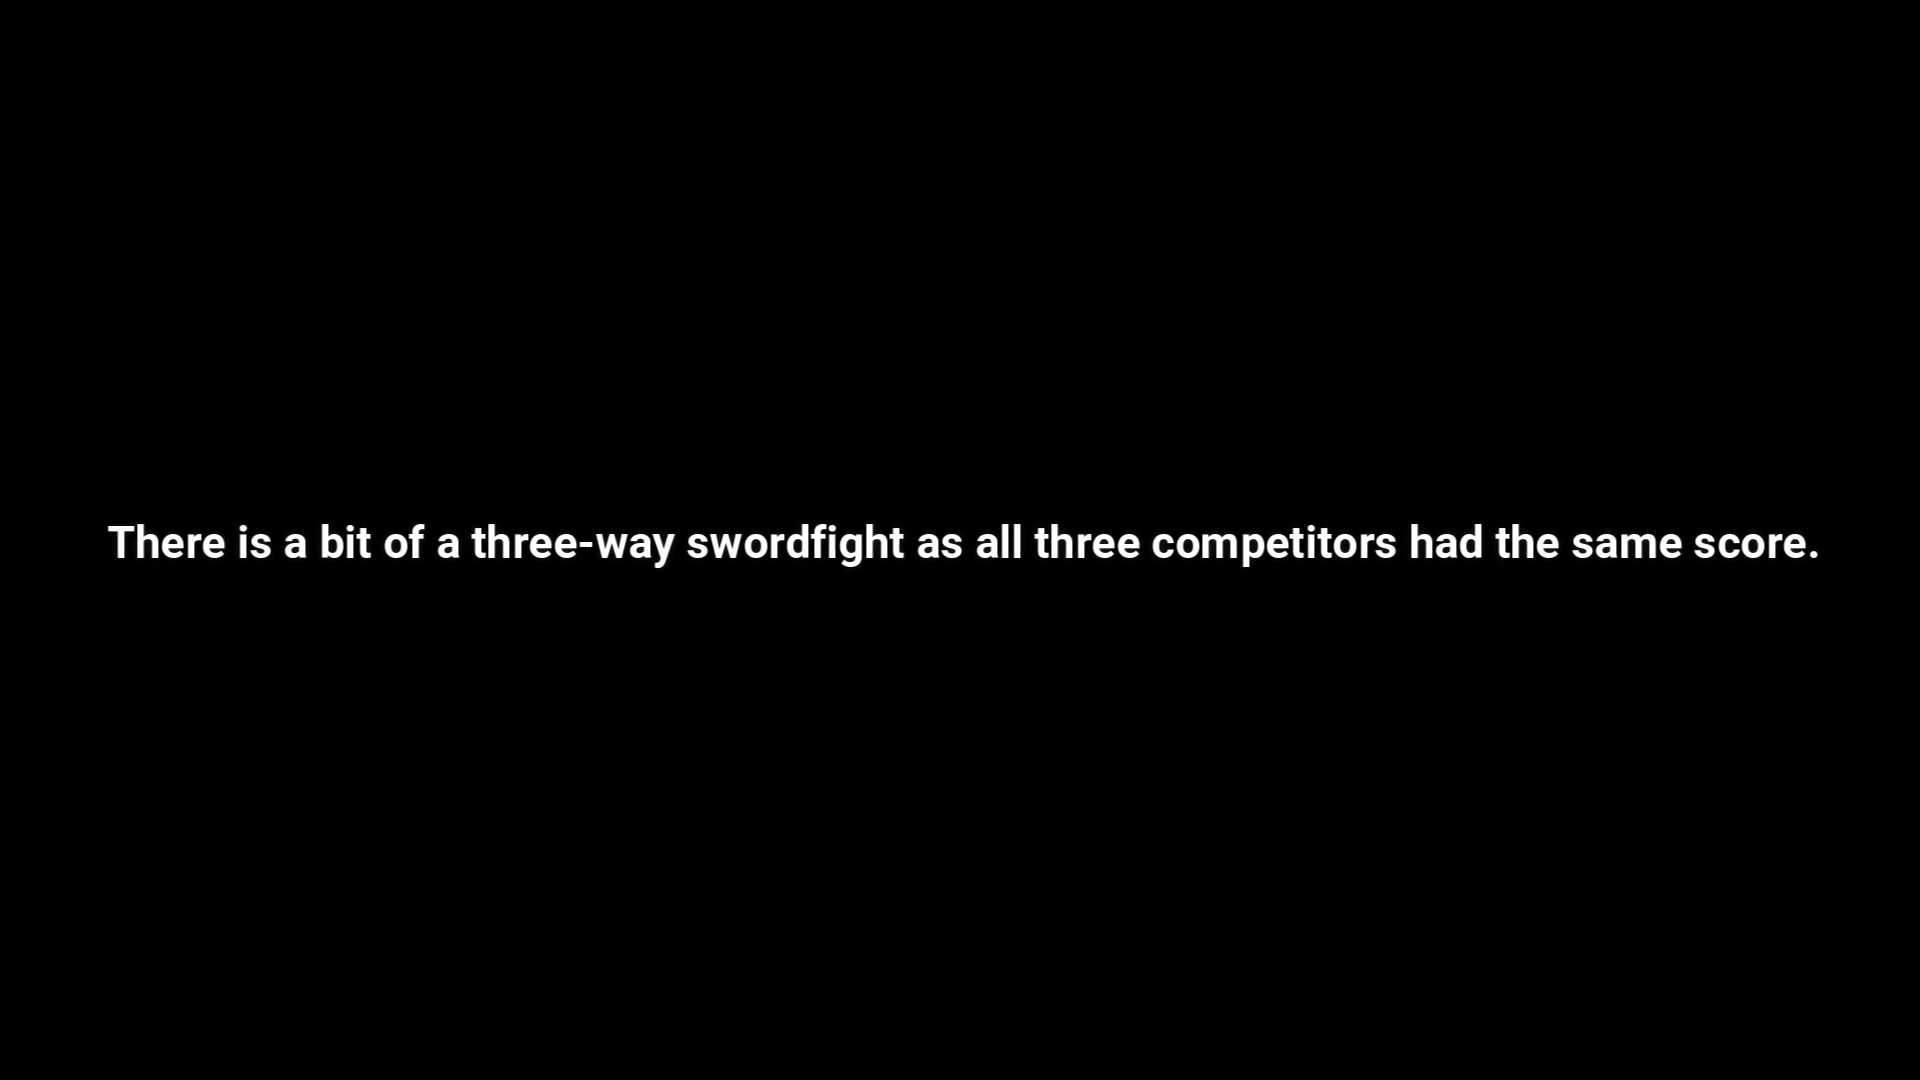 There is a bit of a three-way swordfight as all three competitors had the same score.